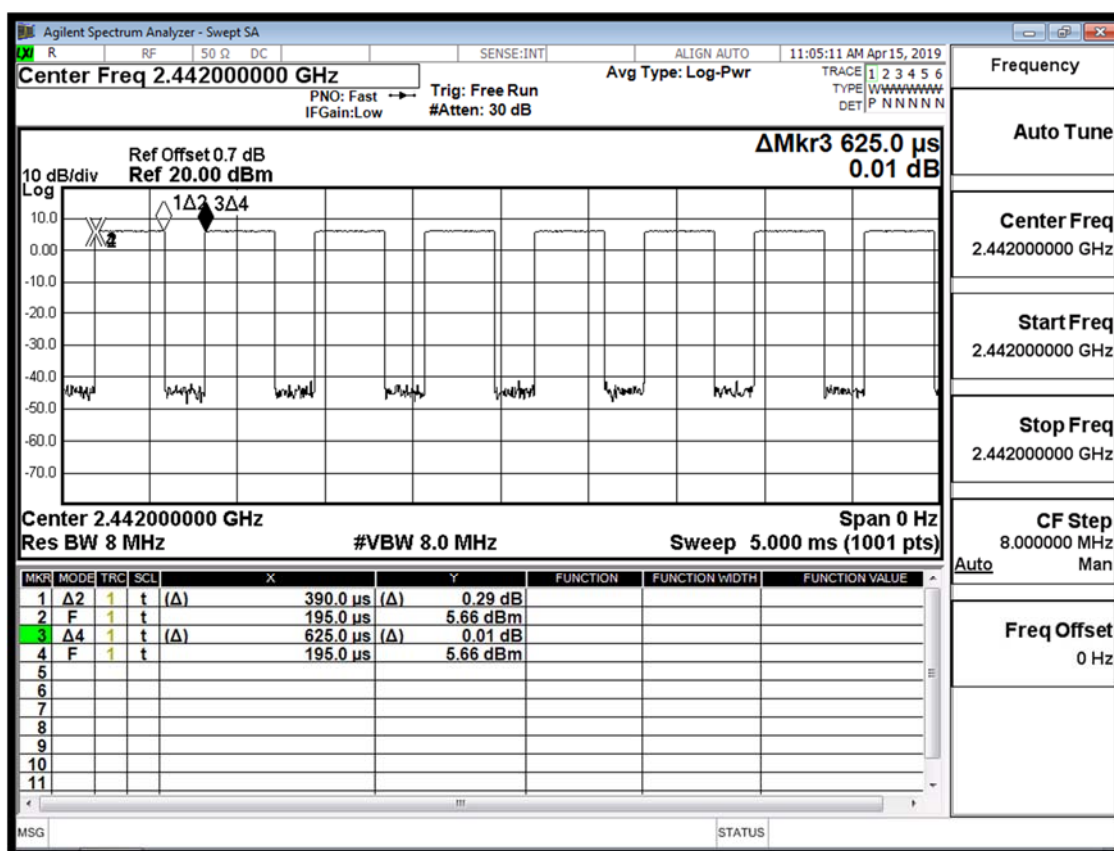 Agilent Spectrum Analyzer - Swept SA
LXI R RF 50 Ω DC SENSE:INT ALIGN AUTO 11:05:11 AM Apr 15, 2019
Center Freq 2.442000000 GHz
PNO: Fast
IFGain:Low
Trig: Free Run
#Atten: 30 dB
Avg Type: Log-Pwr
TRACE 1 2 3 4 5 6
TYPE WWWWWW
DET P N N N N N
ΔMkr3 625.0 µs
0.01 dB
Ref Offset 0.7 dB
10 dB/div Ref 20.00 dBm
Log
1Δ2 3Δ4
10.0
0.00
-10.0
-20.0
-30.0
-40.0
-50.0
-60.0
-70.0
Center 2.442000000 GHz Span 0 Hz
Res BW 8 MHz #VBW 8.0 MHz Sweep 5.000 ms (1001 pts)
MKR MODE TRC SCL X Y FUNCTION FUNCTION WIDTH FUNCTION VALUE
1 Δ2 1 t (Δ) 390.0 µs (Δ) 0.29 dB
2 F 1 t 195.0 µs 5.66 dBm
3 Δ4 1 t (Δ) 625.0 µs (Δ) 0.01 dB
4 F 1 t 195.0 µs 5.66 dBm
5
6
7
8
9
10
11
MSG STATUS
Frequency
Auto Tune
Center Freq
2.442000000 GHz
Start Freq
2.442000000 GHz
Stop Freq
2.442000000 GHz
CF Step
8.000000 MHz
Auto Man
Freq Offset
0 Hz